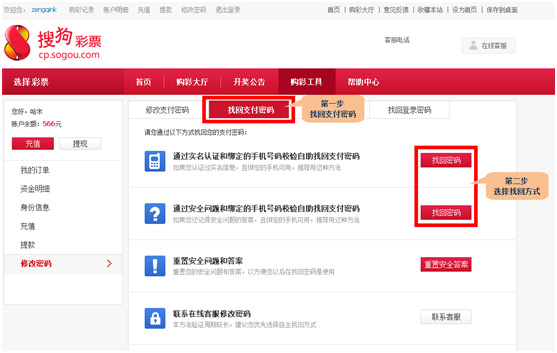 欢迎您， zengqink 购彩记录 账户明细 充值 提款 修改密码 退出登录 首页 | 购彩大厅 | 意见反馈 | 收藏本站 | 设为首页 | 保存到桌面
搜狗彩票
cp.sogou.com
客服电话
在线客服
选择彩票 首页 购彩大厅 开奖公告 购彩工具 帮助中心
您好，哈米
账户余额：566元
充值 提现
我的订单
资金明细
身份信息
充值
提款
修改密码
修改支付密码 找回支付密码 找回登录密码
第一步
找回支付密码
请您通过以下方式找回您的支付密码：
通过实名认证和绑定的手机号码校验自助找回支付密码
如果您认证过实名信息，且绑定的手机可用，推荐用这种方法
找回密码
第二步
选择找回方式
通过安全问题和绑定的手机号码校验自助找回支付密码
如果您还记得安全问题的答案，且绑定的手机可用，推荐用这种方法
找回密码
重置安全问题和答案
重置您的安全问题和答案，以方便您以后在找回密码是使用
重置安全答案
联系在线客服修改密码
本方法验证周期较长，建议您优先选择自主找回方式
联系客服